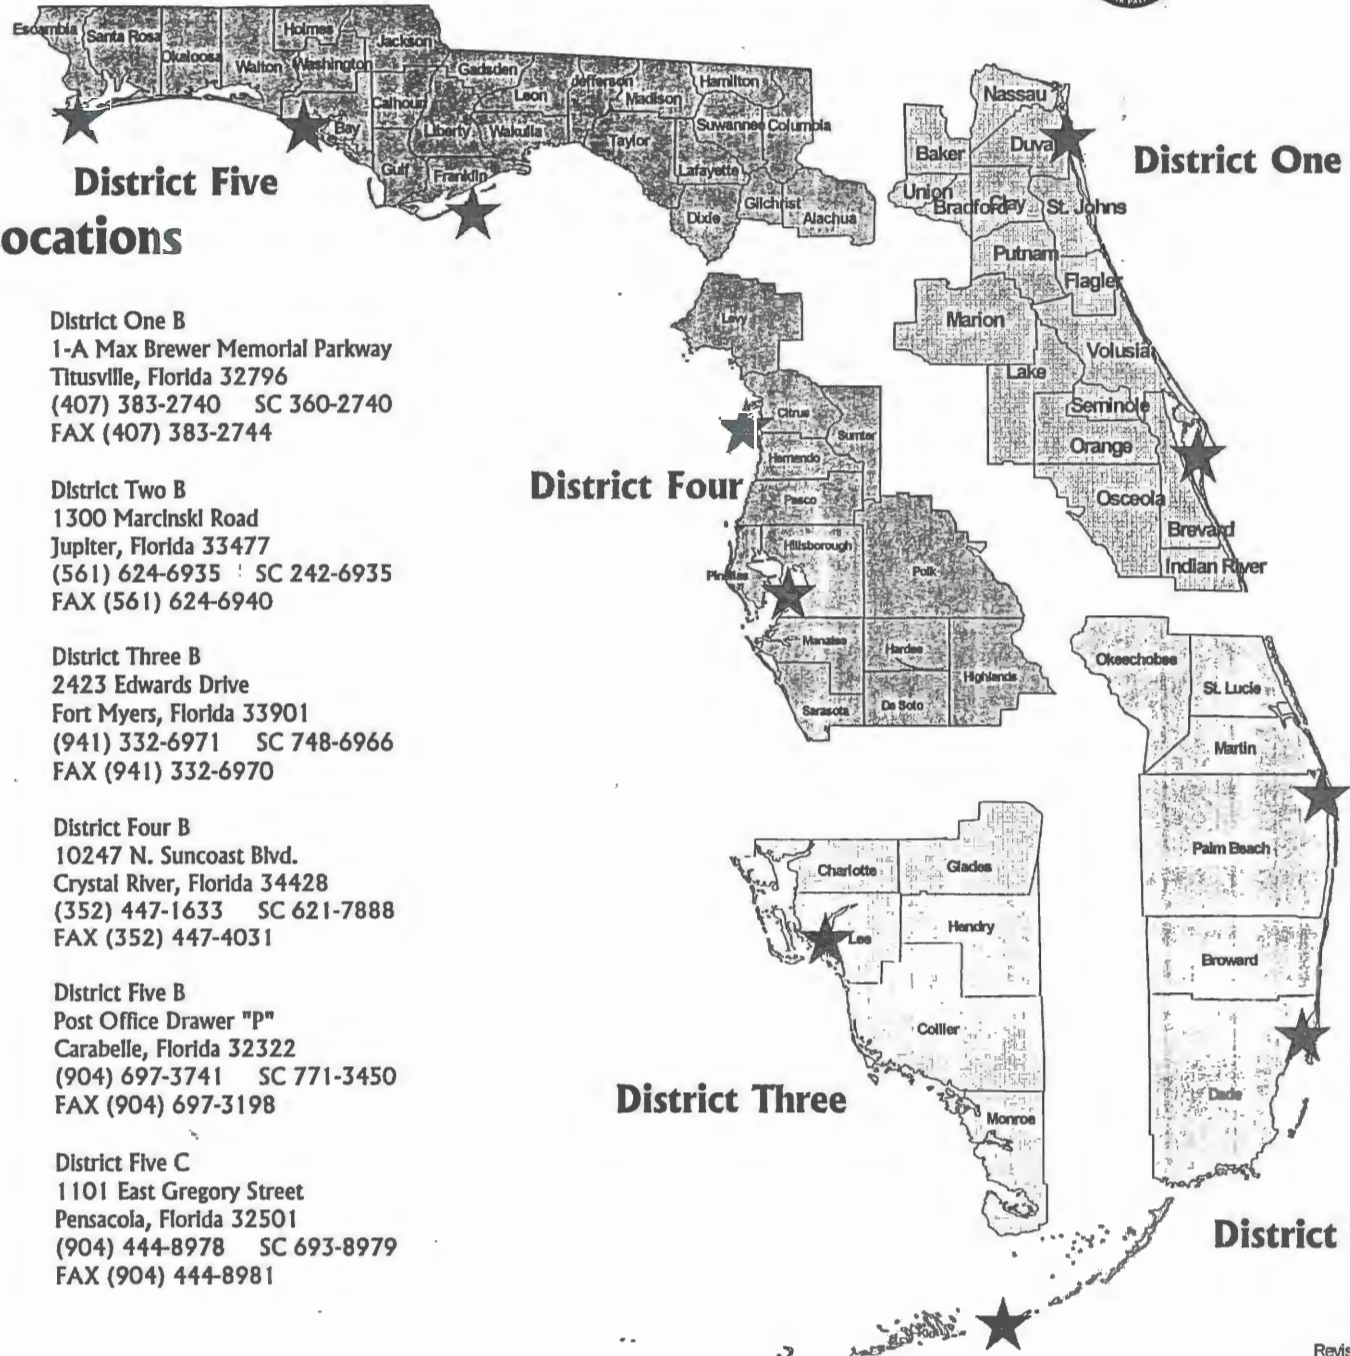 Escambia
Santa Rosa
Okaloosa
Walton
Holmes
Washington
Jackson
Bay
Calhoun
Gulf
Liberty
Franklin
Gadsden
Leon
Wakulla
Jefferson
Madison
Taylor
Hamilton
Suwannee
Columbia
Lafayette
Dixie
Gilchrist
Alachua
District Five
ocations
District One B
1-A Max Brewer Memorial Parkway
Titusville, Florida 32796
(407) 383-2740 SC 360-2740
FAX (407) 383-2744
District Two B
1300 Marcinski Road
Jupiter, Florida 33477
(561) 624-6935 SC 242-6935
FAX (561) 624-6940
District Three B
2423 Edwards Drive
Fort Myers, Florida 33901
(941) 332-6971 SC 748-6966
FAX (941) 332-6970
District Four B
10247 N. Suncoast Blvd.
Crystal River, Florida 34428
(352) 447-1633 SC 621-7888
FAX (352) 447-4031
District Five B
Post Office Drawer "P"
Carabelle, Florida 32322
(904) 697-3741 SC 771-3450
FAX (904) 697-3198
District Five C
1101 East Gregory Street
Pensacola, Florida 32501
(904) 444-8978 SC 693-8979
FAX (904) 444-8981
District One
Nassau
Duval
Baker
Union
Bradford
Clay
St. Johns
Putnam
Flagler
Marion
Volusia
Lake
Seminole
Orange
Osceola
Brevard
Indian River
District Four
Levy
Citrus
Sumter
Hernando
Pasco
Hillsborough
Pinellas
Polk
Manatee
Hardee
Highlands
Sarasota
De Soto
District Three
Charlotte
Glades
Lee
Hendry
Collier
Monroe
Okeechobee
St. Lucie
Martin
Palm Beach
Broward
Dade
District
Revis